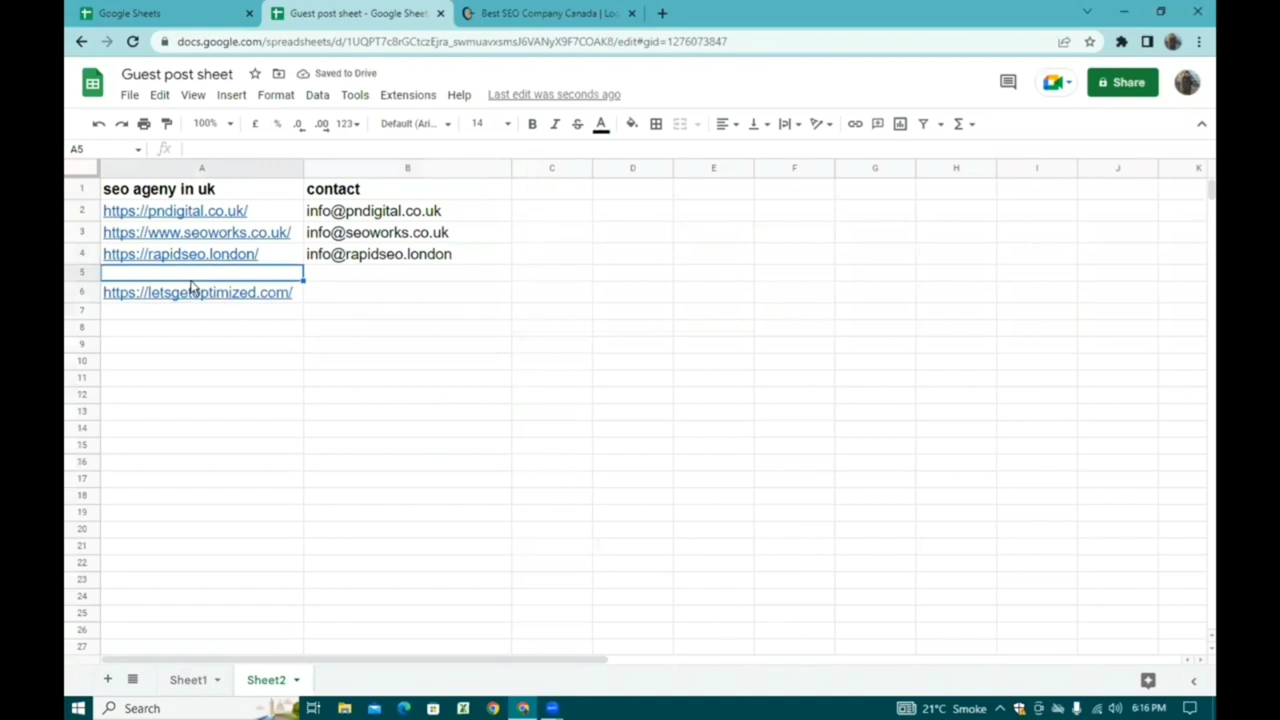 Google Sheets
Guest post sheet - Google Sheet
Best SEO Company Canada | Lo
docs.google.com/spreadsheets/d/1UQPT7c8rGCtczEjra_swmuavxsmsJ6VANyX9F7COAK8/edit#gid=1276073847
Guest post sheet
Saved to Drive
File Edit View Insert Format Data Tools Extensions Help Last edit was seconds ago
Share
100% £ % .0 .00 123 Default (Ari... 14 B I S A Σ
A5 fx
A B C D E F G H I J K
1 seo ageny in uk contact
2 https://pndigital.co.uk/ info@pndigital.co.uk
3 https://www.seoworks.co.uk/ info@seoworks.co.uk
4 https://rapidseo.london/ info@rapidseo.london
5
6 https://letsgetoptimized.com/
7
8
9
10
11
12
13
14
15
16
17
18
19
20
21
22
23
24
25
26
27
+ Sheet1 Sheet2
Search
21°C Smoke 6:16 PM